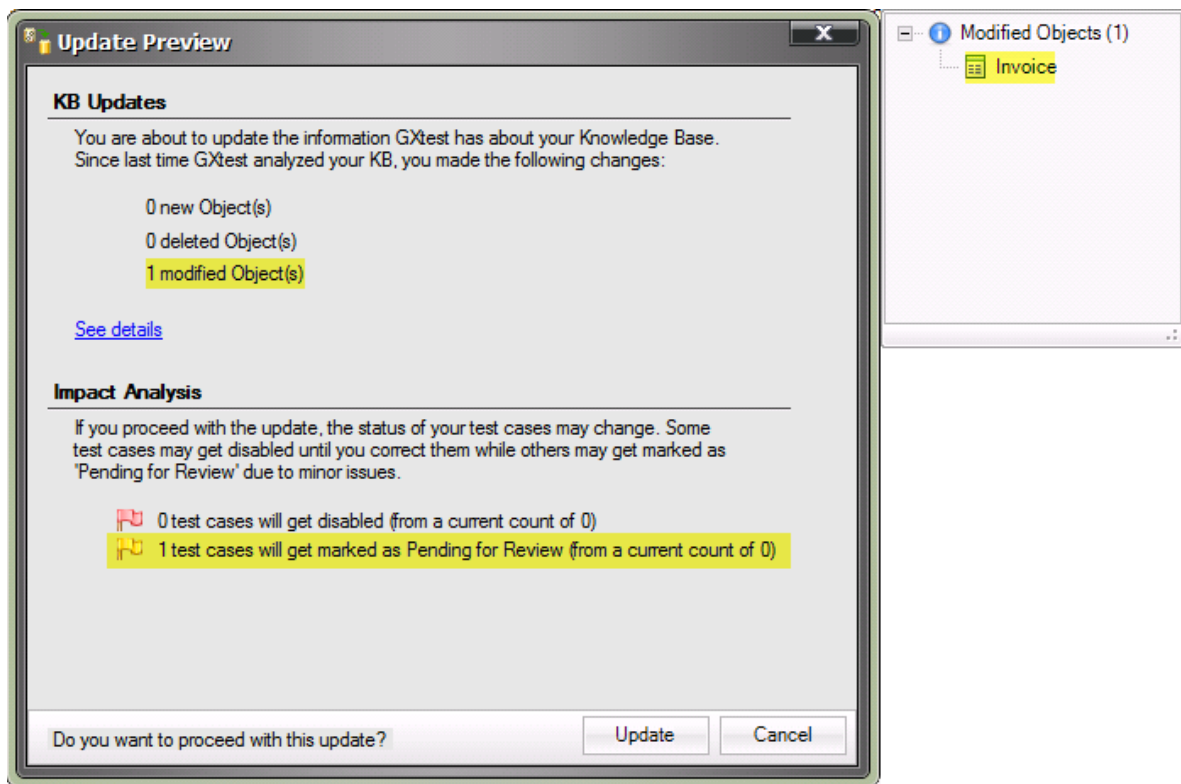 Update Preview
KB Updates
You are about to update the information GXtest has about your Knowledge Base.
Since last time GXtest analyzed your KB, you made the following changes:
0 new Object(s)
0 deleted Object(s)
1 modified Object(s)
See details
Impact Analysis
If you proceed with the update, the status of your test cases may change. Some
test cases may get disabled until you correct them while others may get marked as
'Pending for Review' due to minor issues.
0 test cases will get disabled (from a current count of 0)
1 test cases will get marked as Pending for Review (from a current count of 0)
Do you want to proceed with this update?
Update
Cancel
Modified Objects (1)
Invoice